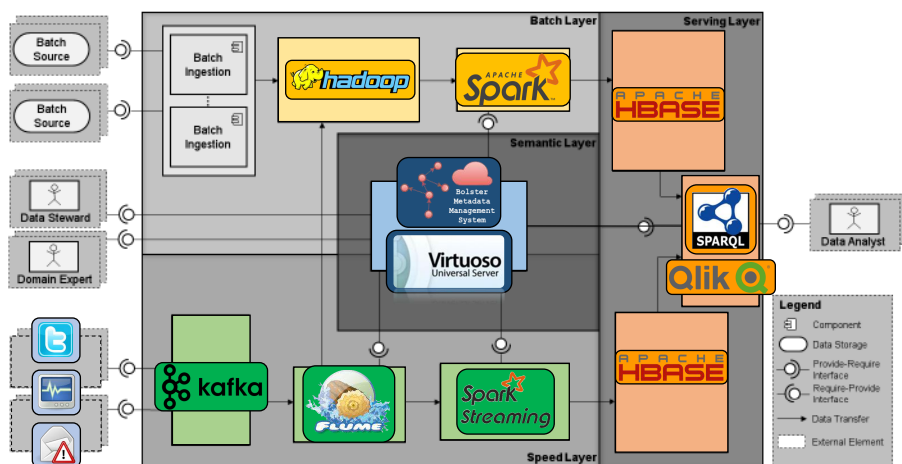 Batch Layer
Serving Layer
Batch
Source
Batch
Ingestion
hadoop
APACHE
Spark
APACHE
HBASE
Batch
Source
Batch
Ingestion
Semantic Layer
Bolster
Metadata
Management
System
Data Steward
SPARQL
Data Analyst
Virtuoso
Universal Server
Domain Expert
Qlik Q
Legend
Component
Data Storage
Provide-Require
Interface
Require-Provide
Interface
Data Transfer
External Element
kafka
FLUME
Spark
Streaming
APACHE
HBASE
Speed Layer